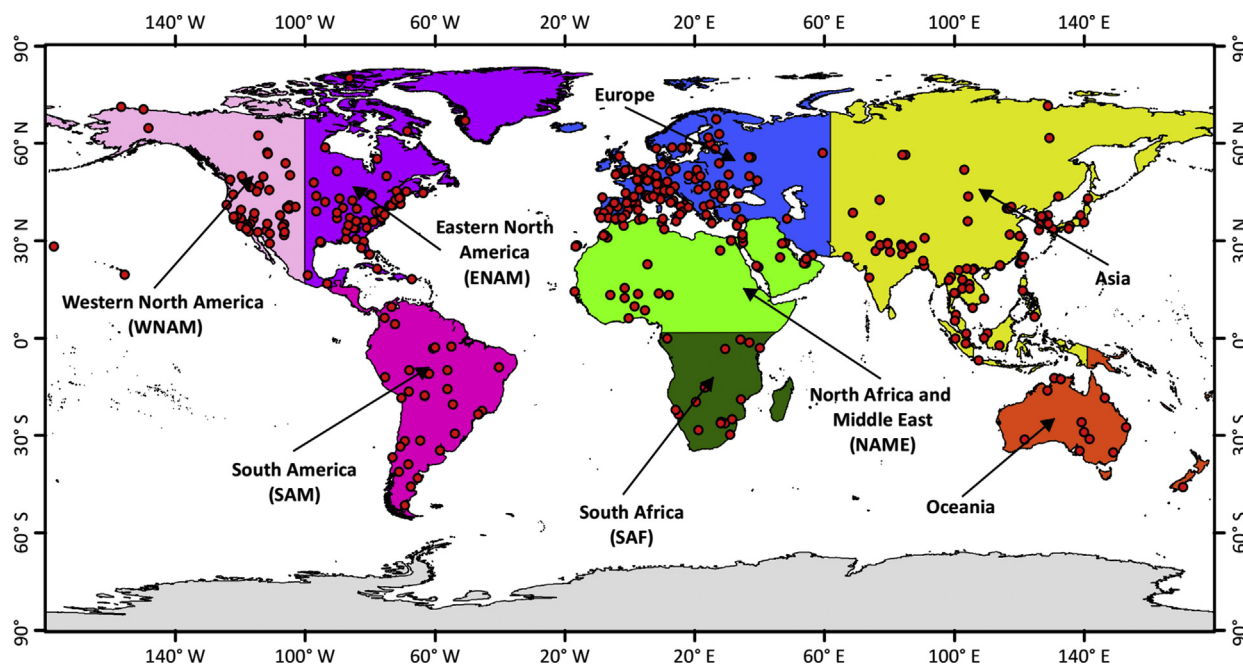 140° W 100° W 60° W 20° W 20° E 60° E 100° E 140° E
90° 90°
60° N 60° N
30° N 30° N
0° 0°
30° S 30° S
60° S 60° S
90° 90°
Europe
Eastern North
America
(ENAM)
Western North America
(WNAM)
Asia
North Africa and
Middle East
(NAME)
South America
(SAM)
South Africa
(SAF)
Oceania
140° W 100° W 60° W 20° W 20° E 60° E 100° E 140° E